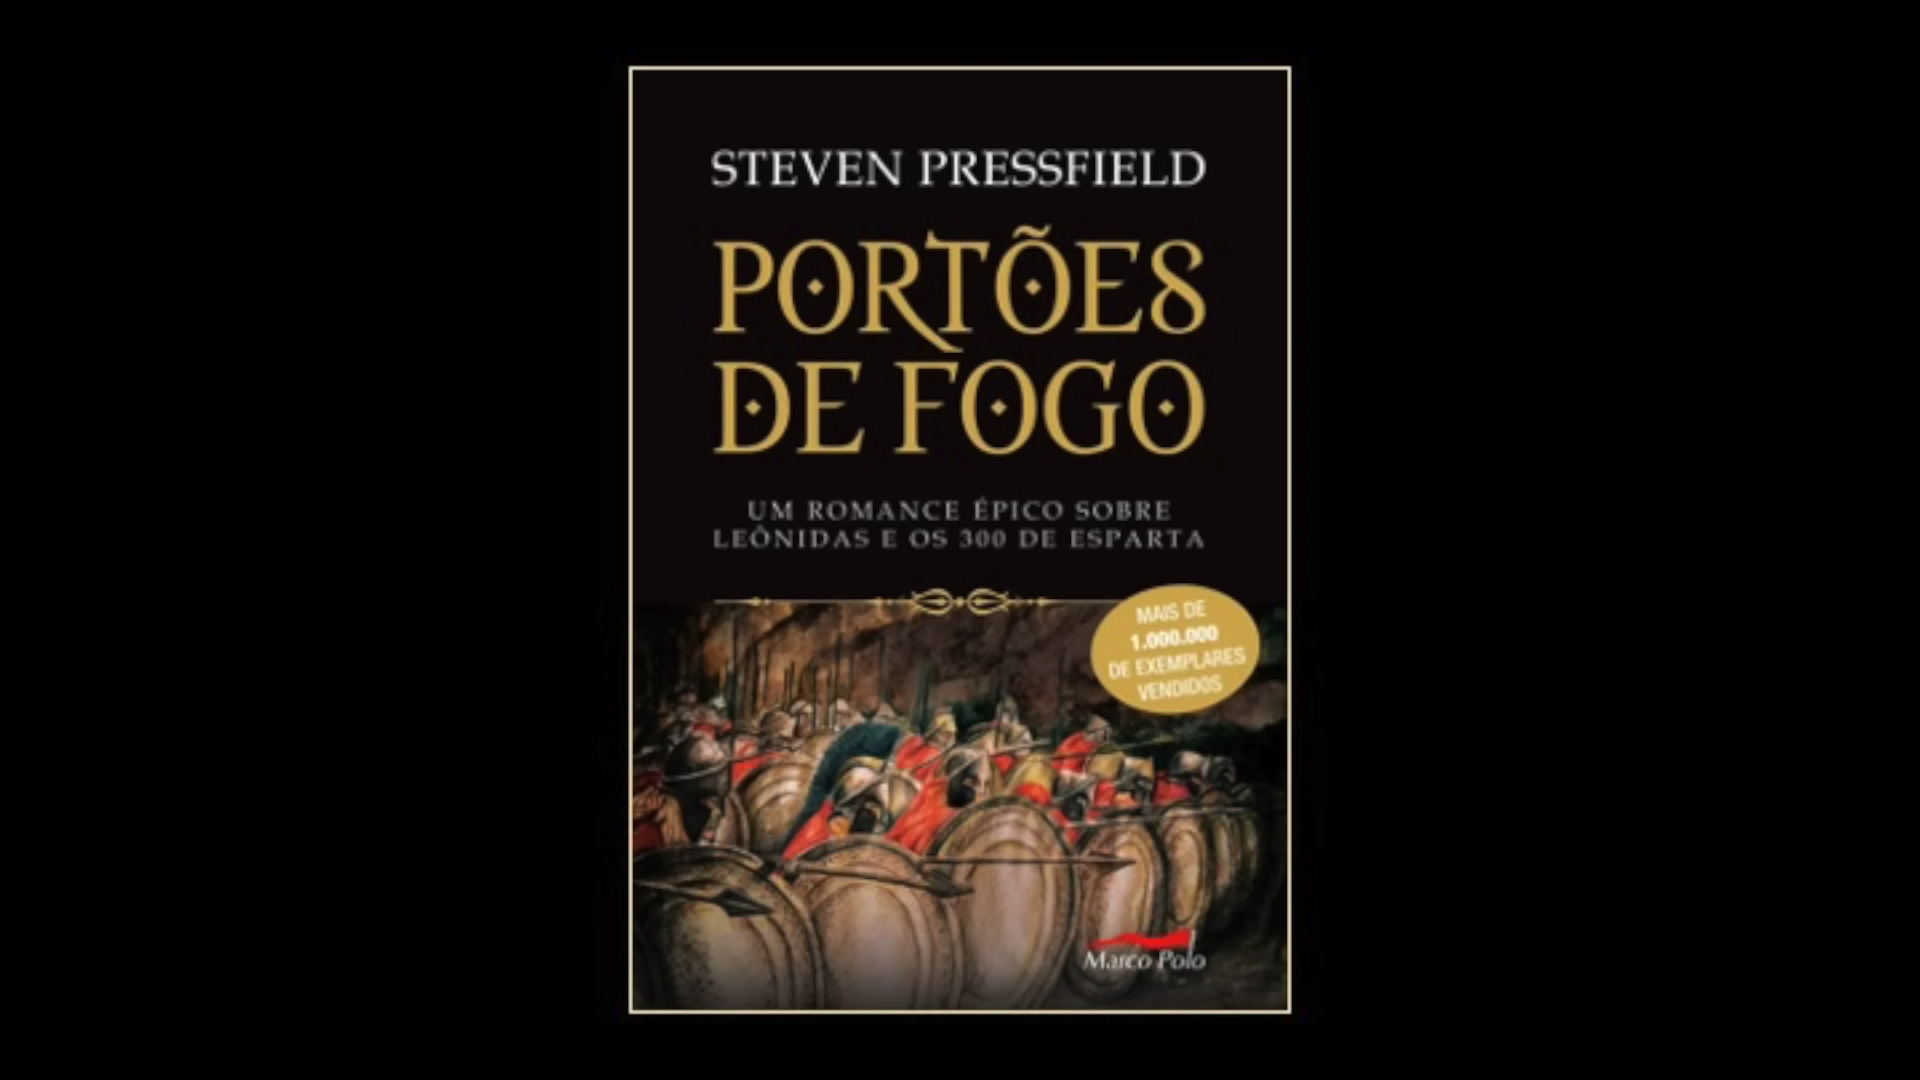 STEVEN PRESSFIELD
PORTÕES
DE FOGO
UM ROMANCE ÉPICO SOBRE
LEÔNIDAS E OS 300 DE ESPARTA
MAIS DE
1.000.000
DE EXEMPLARES
VENDIDOS
Marco Polo